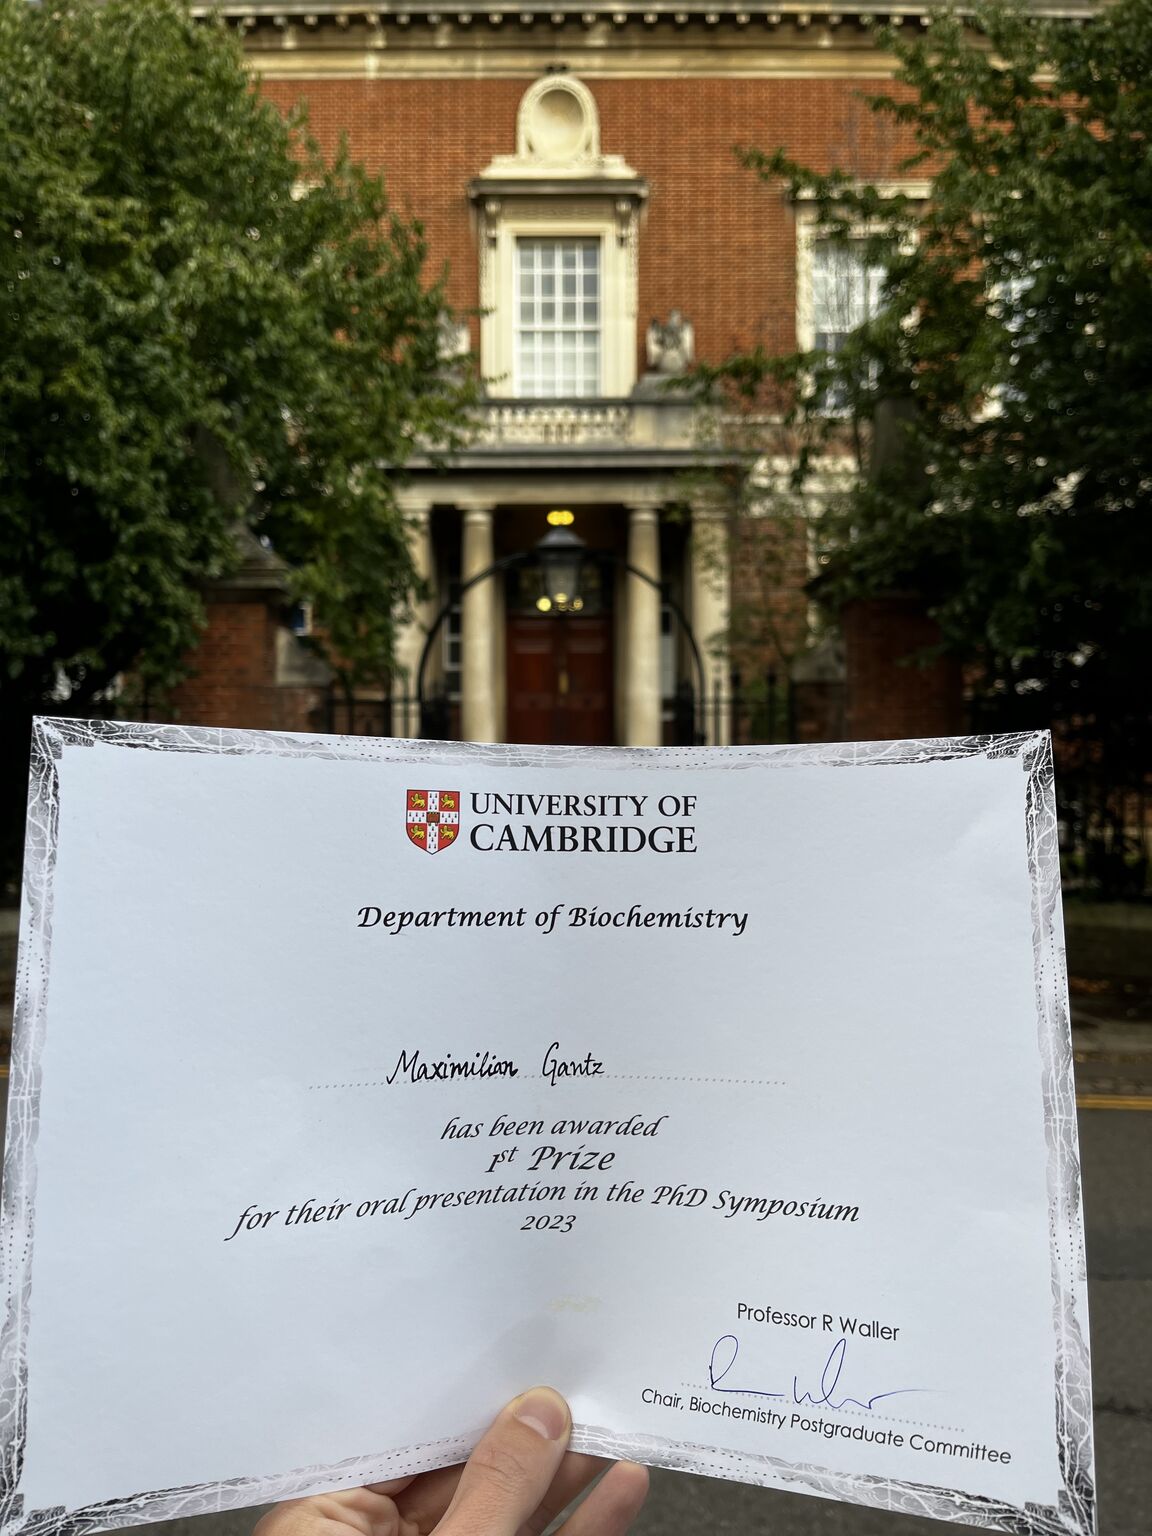 UNIVERSITY OF
CAMBRIDGE
Department of Biochemistry
Maximilian Gantz
has been awarded
1st Prize
for their oral presentation in the PhD Symposium
2023
Professor R Waller
Chair, Biochemistry Postgraduate Committee